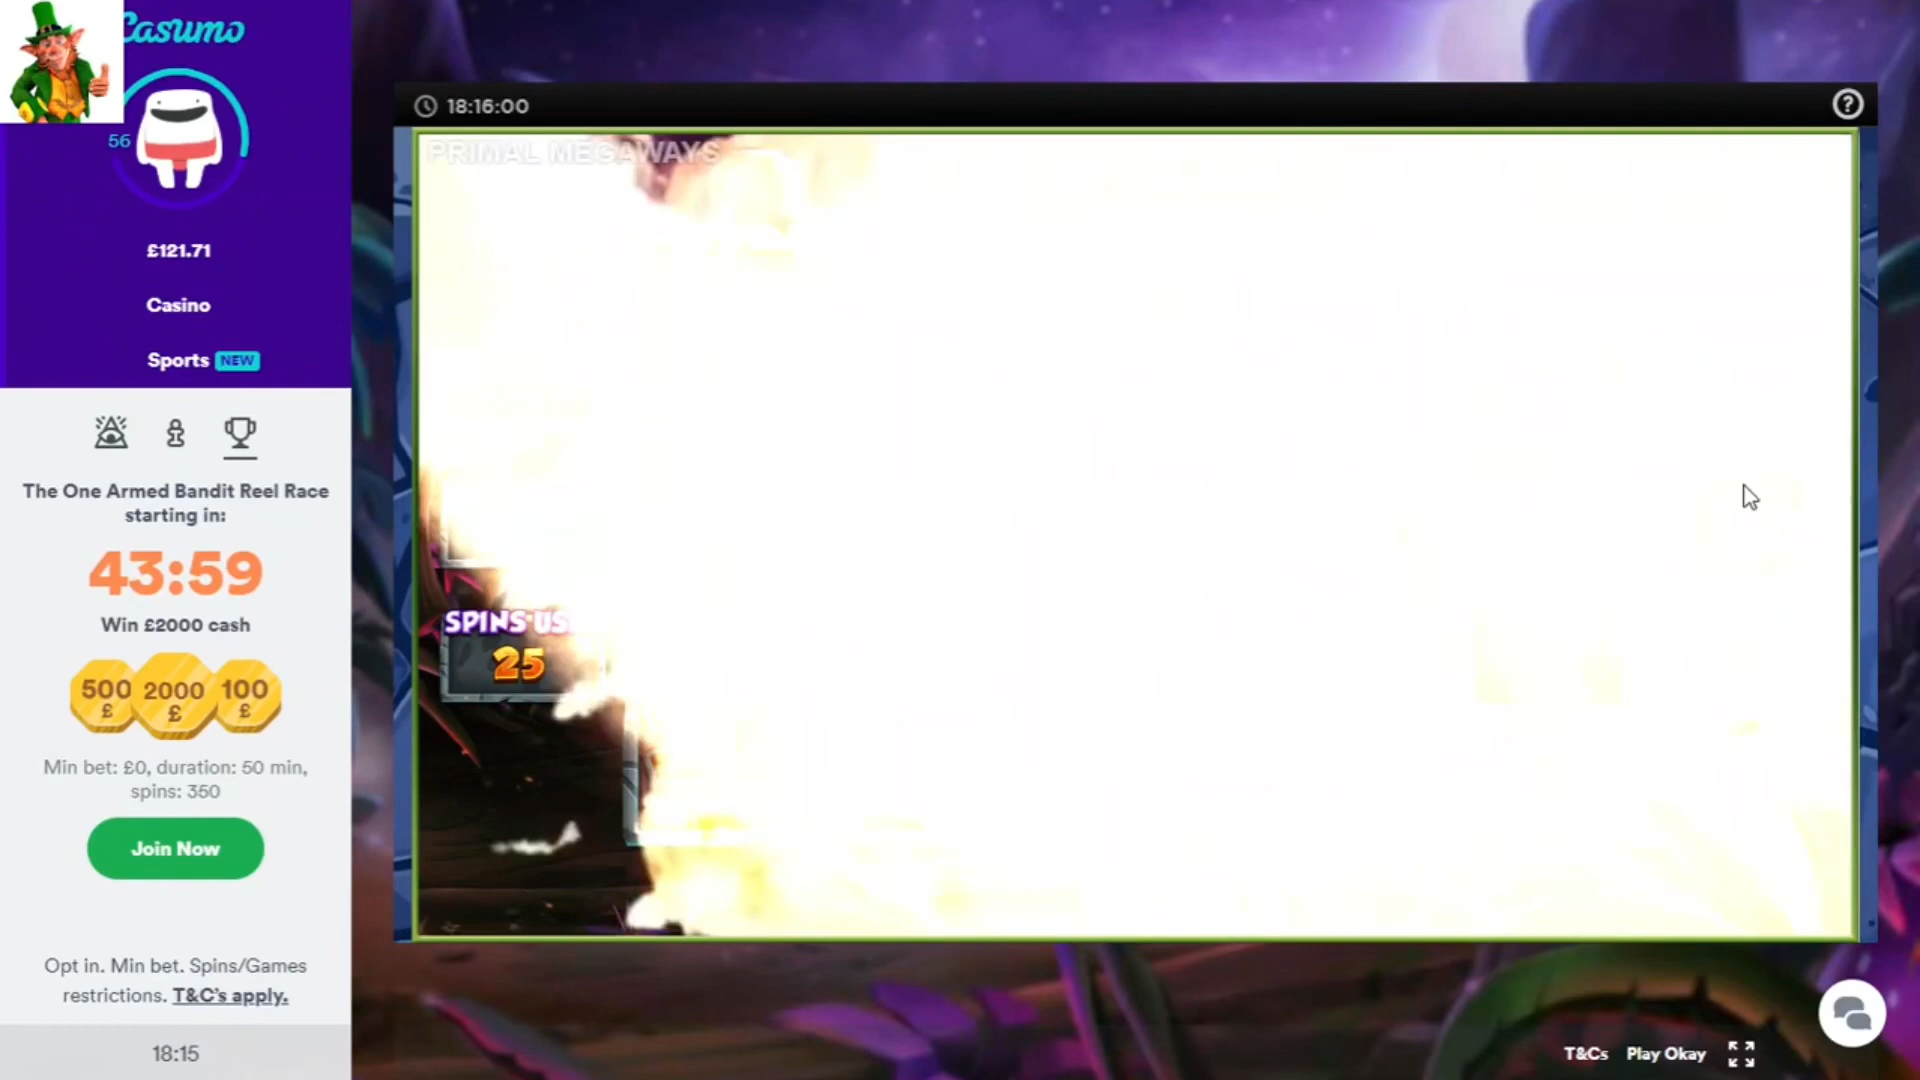 Casumo
56
£121.71
Casino
Sports NEW
The One Armed Bandit Reel Race
starting in:
43:59
Win £2000 cash
500 £
2000 £
100 £
Min bet: £0, duration: 50 min,
spins: 350
Join Now
Opt in. Min bet. Spins/Games
restrictions. T&C's apply.
18:15
18:16:00
PRIMAL MEGAWAYS
SPINS US
25
T&Cs
Play Okay